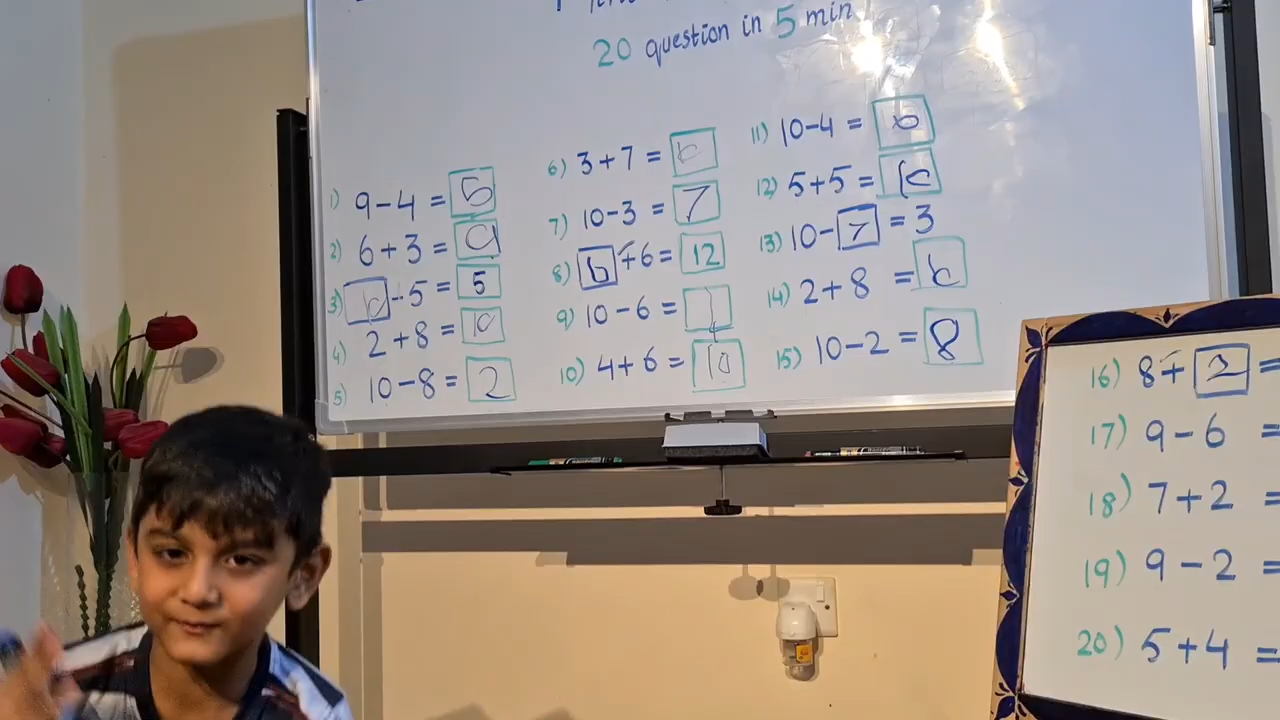 20 question in 5 min
1) 9-4 = 5
2) 6+3 = 9
3) 10-5 = 5
4) 2+8 = 10
5) 10-8 = 2
6) 3+7 = 10
7) 10-3 = 7
8) 6+6 = 12
9) 10-6 = 4
10) 4+6 = 10
11) 10-4 = 6
12) 5+5 = 10
13) 10-7 = 3
14) 2+8 = 10
15) 10-2 = 8
16) 8+2 =
17) 9-6 =
18) 7+2 =
19) 9-2 =
20) 5+4 =